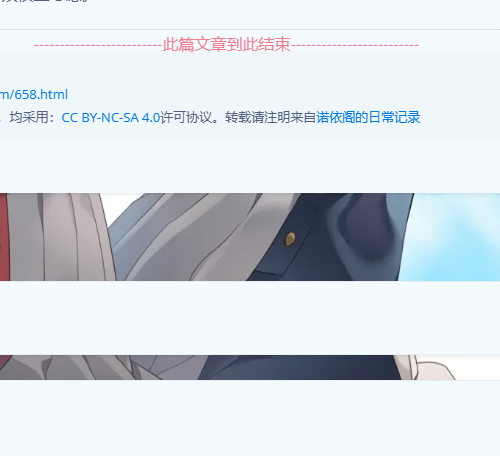 -------------------------此篇文章到此结束-------------------------
m/658.html
，均采用：CC BY-NC-SA 4.0许可协议。转载请注明来自诺依阁的日常记录